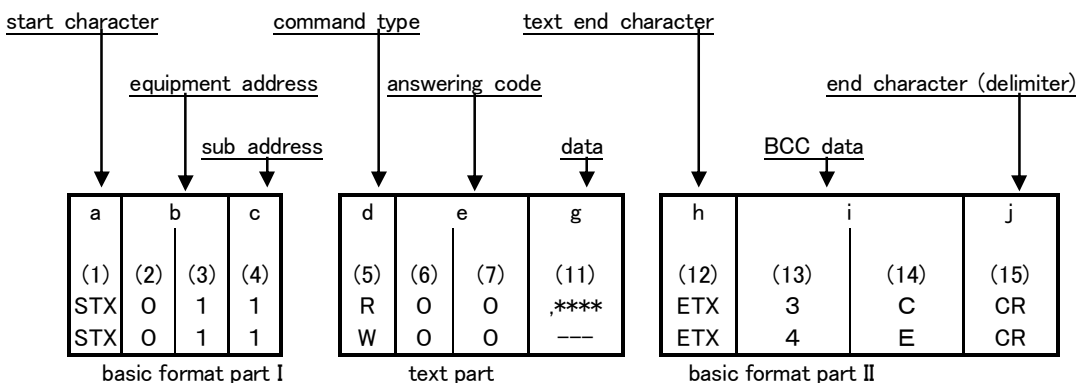 start character command type text end character
equipment address answering code end character (delimiter)
sub address data BCC data
a b c d e g h i j
(1) (2) (3) (4) (5) (6) (7) (11) (12) (13) (14) (15)
STX 0 1 1 R 0 0 ,**** ETX 3 C CR
STX 0 1 1 W 0 0 --- ETX 4 E CR
basic format part Ⅰ text part basic format part Ⅱ